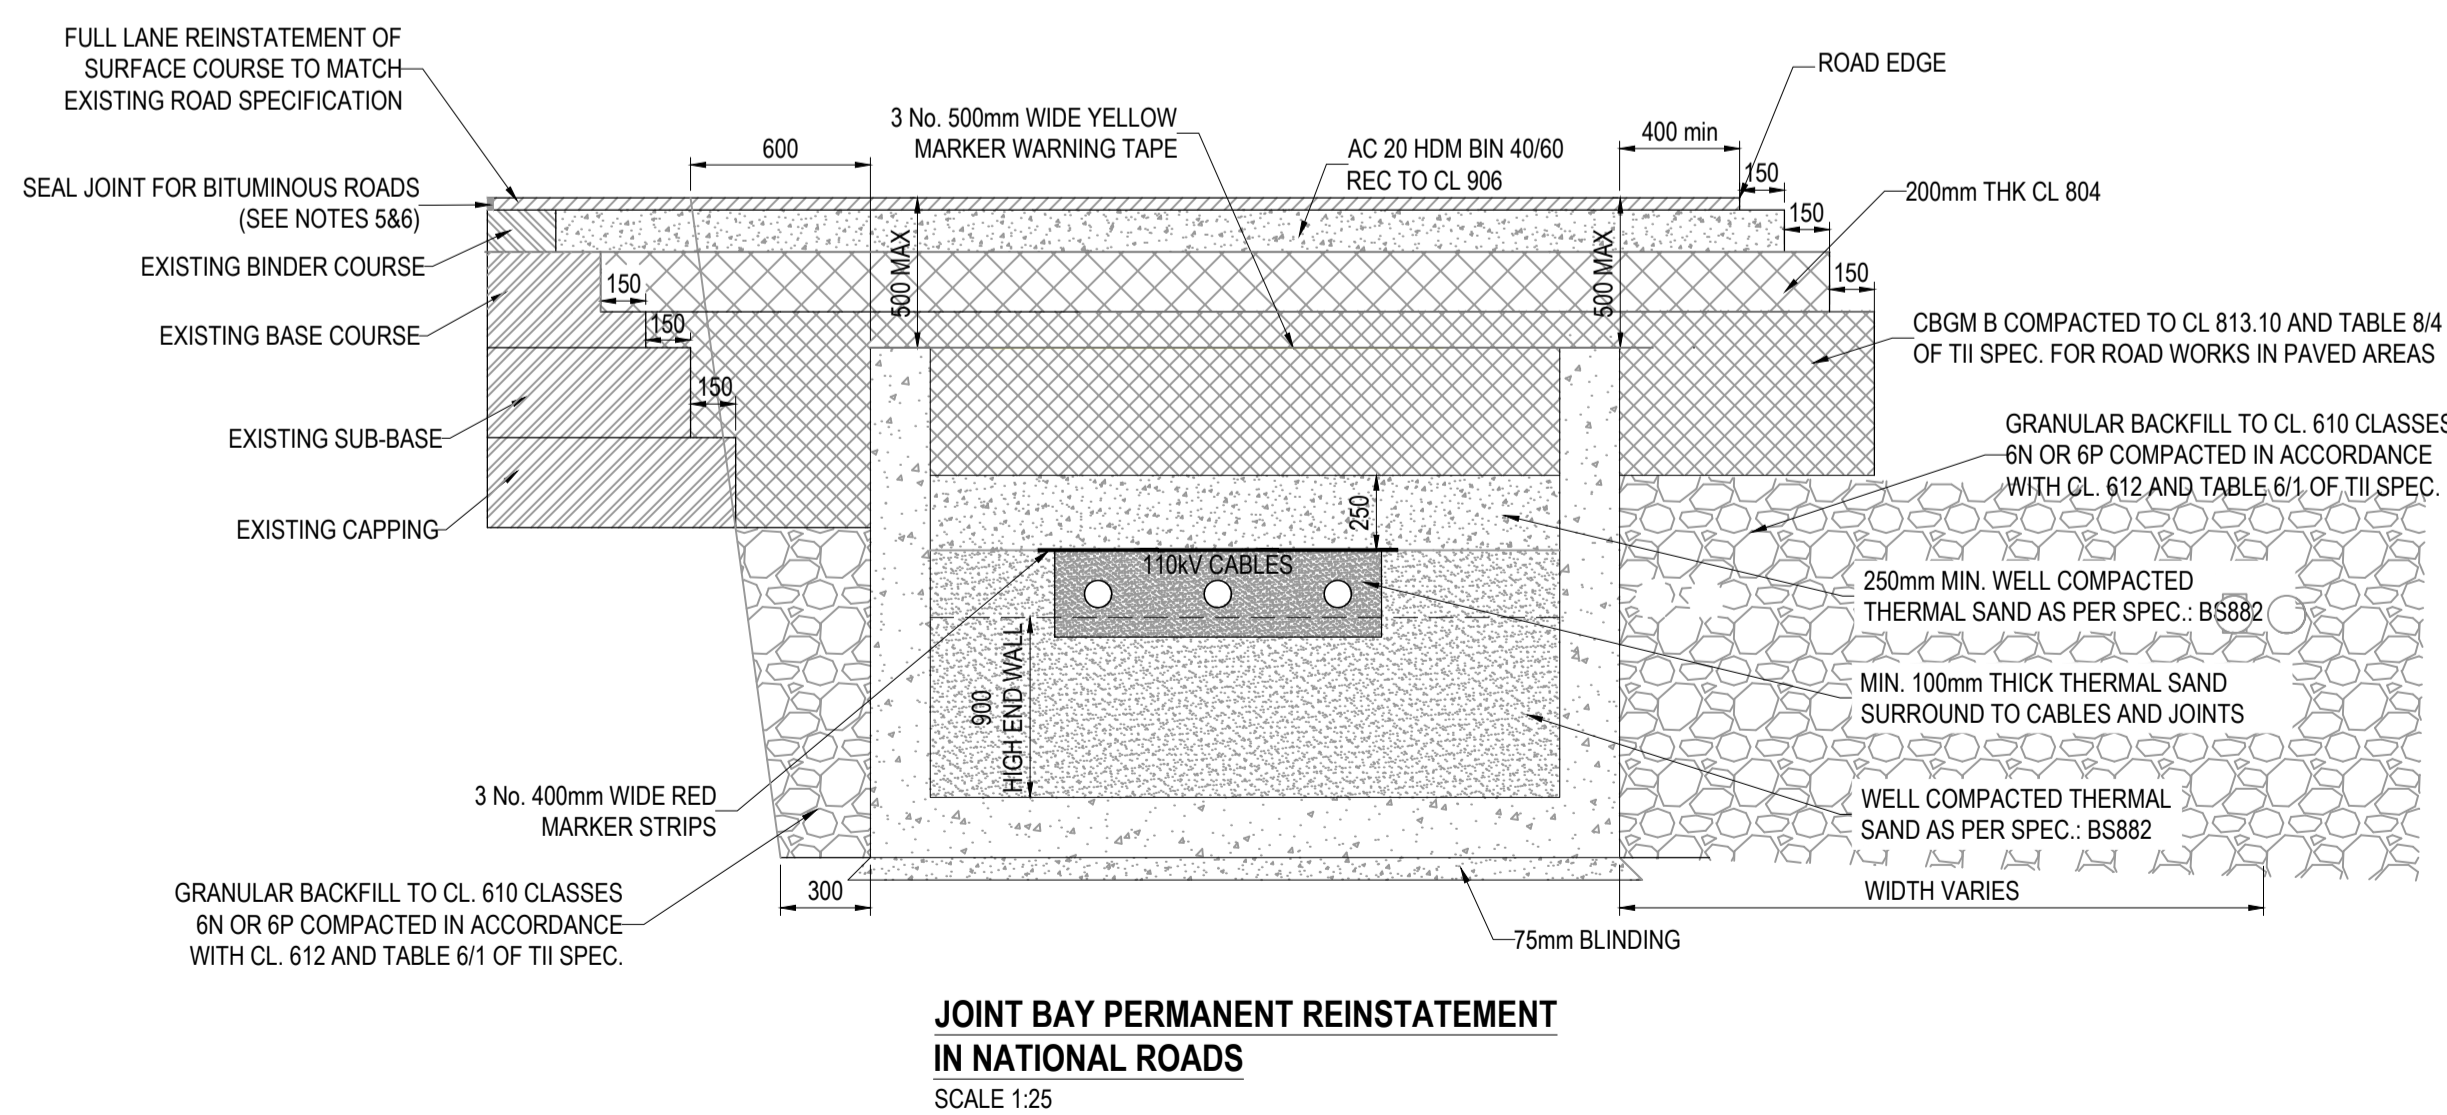 FULL LANE REINSTATEMENT OF
SURFACE COURSE TO MATCH
EXISTING ROAD SPECIFICATION
SEAL JOINT FOR BITUMINOUS ROADS
(SEE NOTES 5&6)
EXISTING BINDER COURSE
EXISTING BASE COURSE
EXISTING SUB-BASE
EXISTING CAPPING
600
3 No. 500mm WIDE YELLOW
MARKER WARNING TAPE
AC 20 HDM BIN 40/60
REC TO CL 906
400 min
ROAD EDGE
150
150
150
200mm THK CL 804
150
150
150
500 MAX
500 MAX
CBGM B COMPACTED TO CL 813.10 AND TABLE 8/4
OF TII SPEC. FOR ROAD WORKS IN PAVED AREAS
GRANULAR BACKFILL TO CL. 610 CLASSES
6N OR 6P COMPACTED IN ACCORDANCE
WITH CL. 612 AND TABLE 6/1 OF TII SPEC.
250
110kV CABLES
250mm MIN. WELL COMPACTED
THERMAL SAND AS PER SPEC.: BS882
MIN. 100mm THICK THERMAL SAND
SURROUND TO CABLES AND JOINTS
900
HIGH END WALL
WELL COMPACTED THERMAL
SAND AS PER SPEC.: BS882
3 No. 400mm WIDE RED
MARKER STRIPS
GRANULAR BACKFILL TO CL. 610 CLASSES
6N OR 6P COMPACTED IN ACCORDANCE
WITH CL. 612 AND TABLE 6/1 OF TII SPEC.
300
WIDTH VARIES
75mm BLINDING
JOINT BAY PERMANENT REINSTATEMENT
IN NATIONAL ROADS
SCALE 1:25